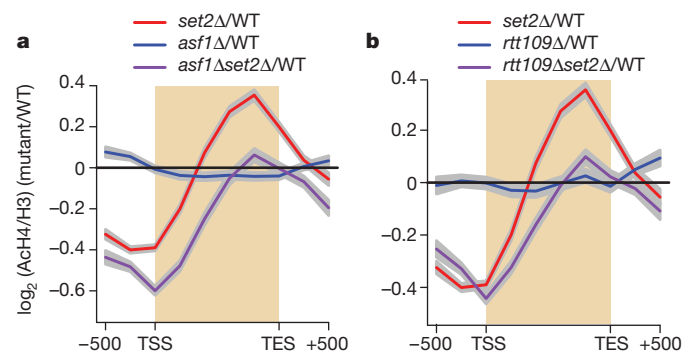 a
set2Δ/WT
asf1Δ/WT
asf1Δset2Δ/WT
log2 (AcH4/H3) (mutant/WT)
0.4
0.2
0
−0.2
−0.4
−0.6
−500 TSS TES +500
b
set2Δ/WT
rtt109Δ/WT
rtt109Δset2Δ/WT
0.4
0.2
0
−0.2
−0.4
−500 TSS TES +500